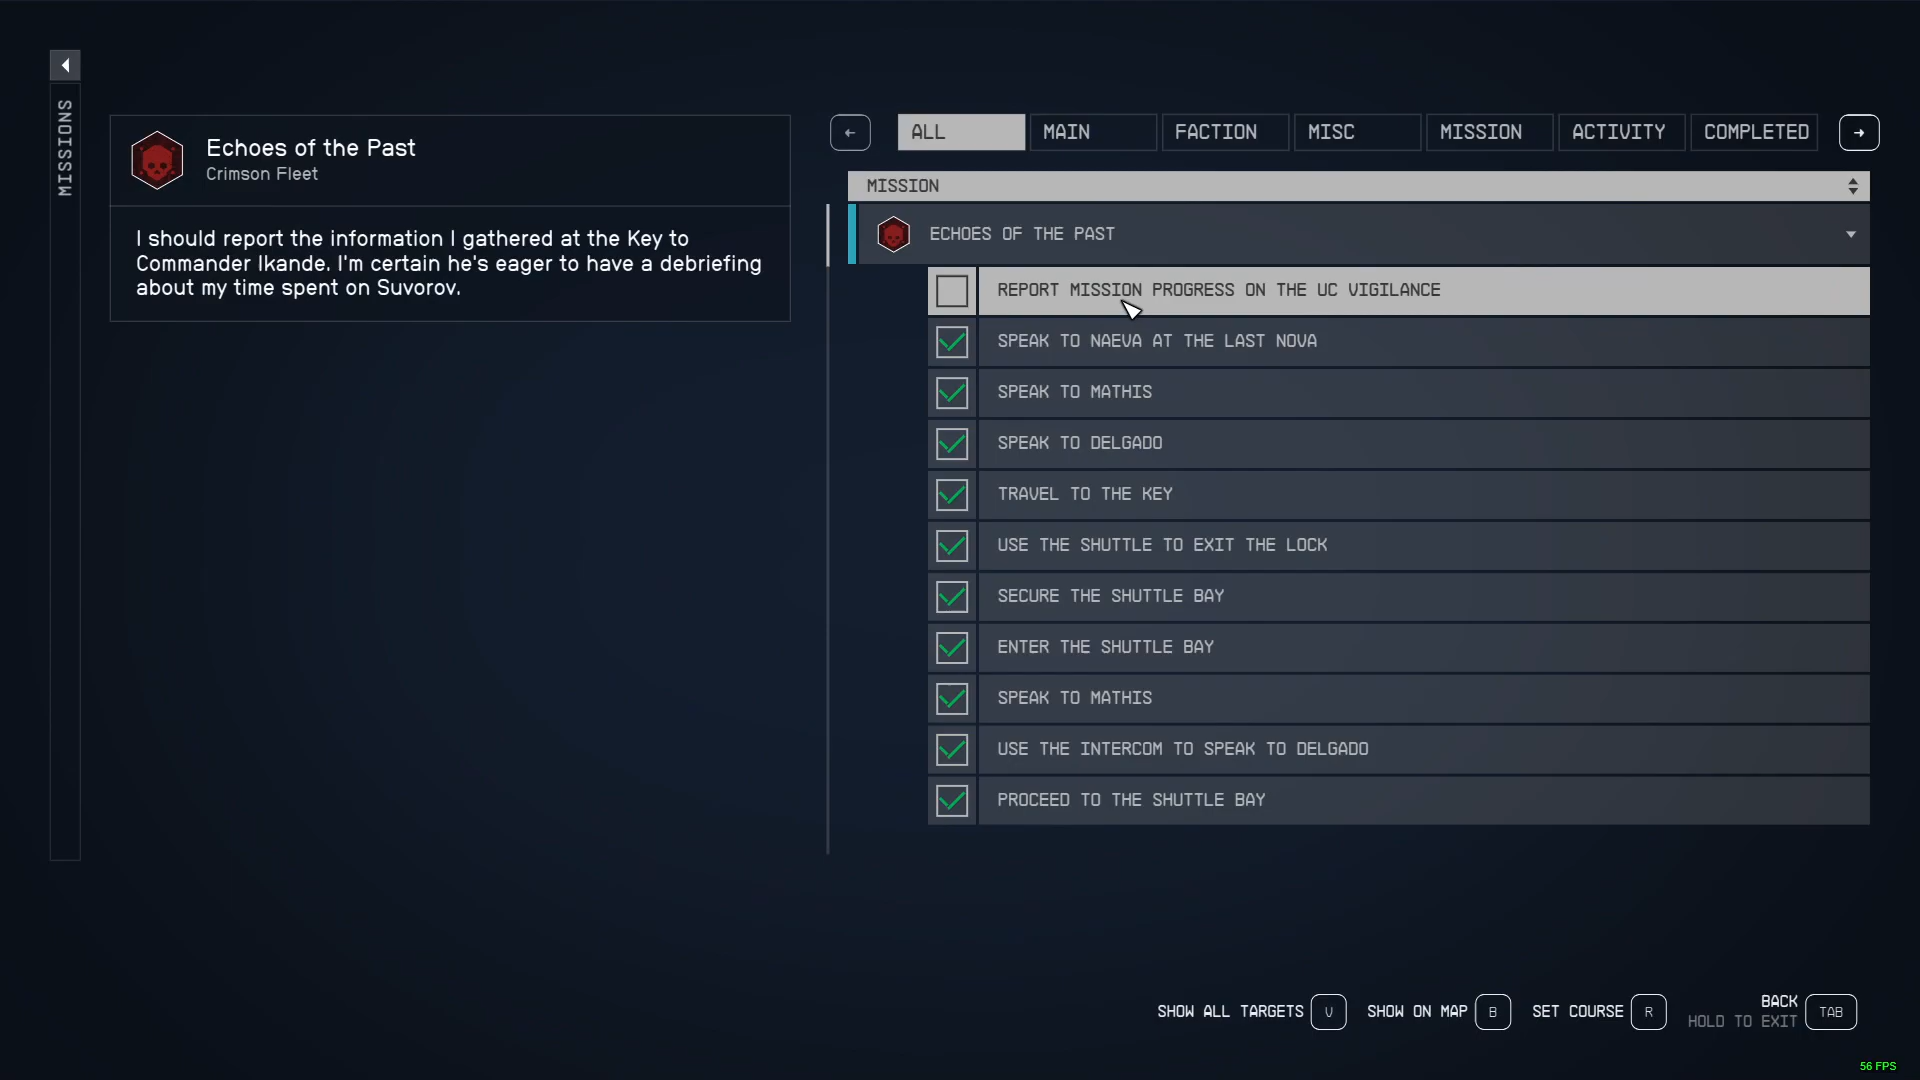 MISSIONS
Echoes of the Past
Crimson Fleet
I should report the information I gathered at the Key to
Commander Ikande. I'm certain he's eager to have a debriefing
about my time spent on Suvorov.
ALL
MAIN
FACTION
MISC
MISSION
ACTIVITY
COMPLETED
MISSION
ECHOES OF THE PAST
REPORT MISSION PROGRESS ON THE UC VIGILANCE
SPEAK TO NAEVA AT THE LAST NOVA
SPEAK TO MATHIS
SPEAK TO DELGADO
TRAVEL TO THE KEY
USE THE SHUTTLE TO EXIT THE LOCK
SECURE THE SHUTTLE BAY
ENTER THE SHUTTLE BAY
SPEAK TO MATHIS
USE THE INTERCOM TO SPEAK TO DELGADO
PROCEED TO THE SHUTTLE BAY
SHOW ALL TARGETS V
SHOW ON MAP B
SET COURSE R
BACK
HOLD TO EXIT
TAB
56 FPS